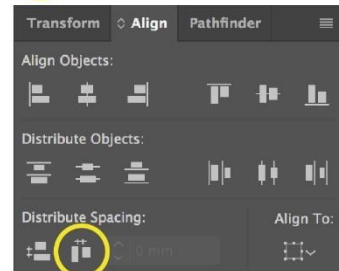 Transform Align Pathfinder
Align Objects:
Distribute Objects:
Distribute Spacing: Align To:
0 mm